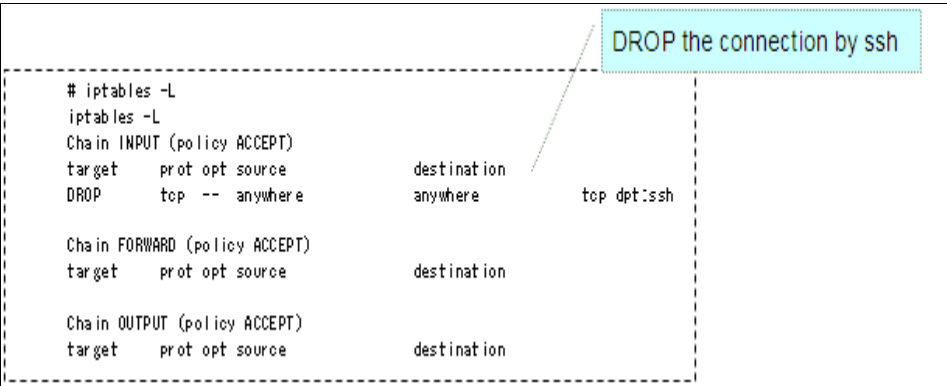 DROP the connection by ssh
# iptables -L
iptables -L
Chain INPUT (policy ACCEPT)
target prot opt source destination
DROP tcp -- anywhere anywhere tcp dpt:ssh
Chain FORWARD (policy ACCEPT)
target prot opt source destination
Chain OUTPUT (policy ACCEPT)
target prot opt source destination